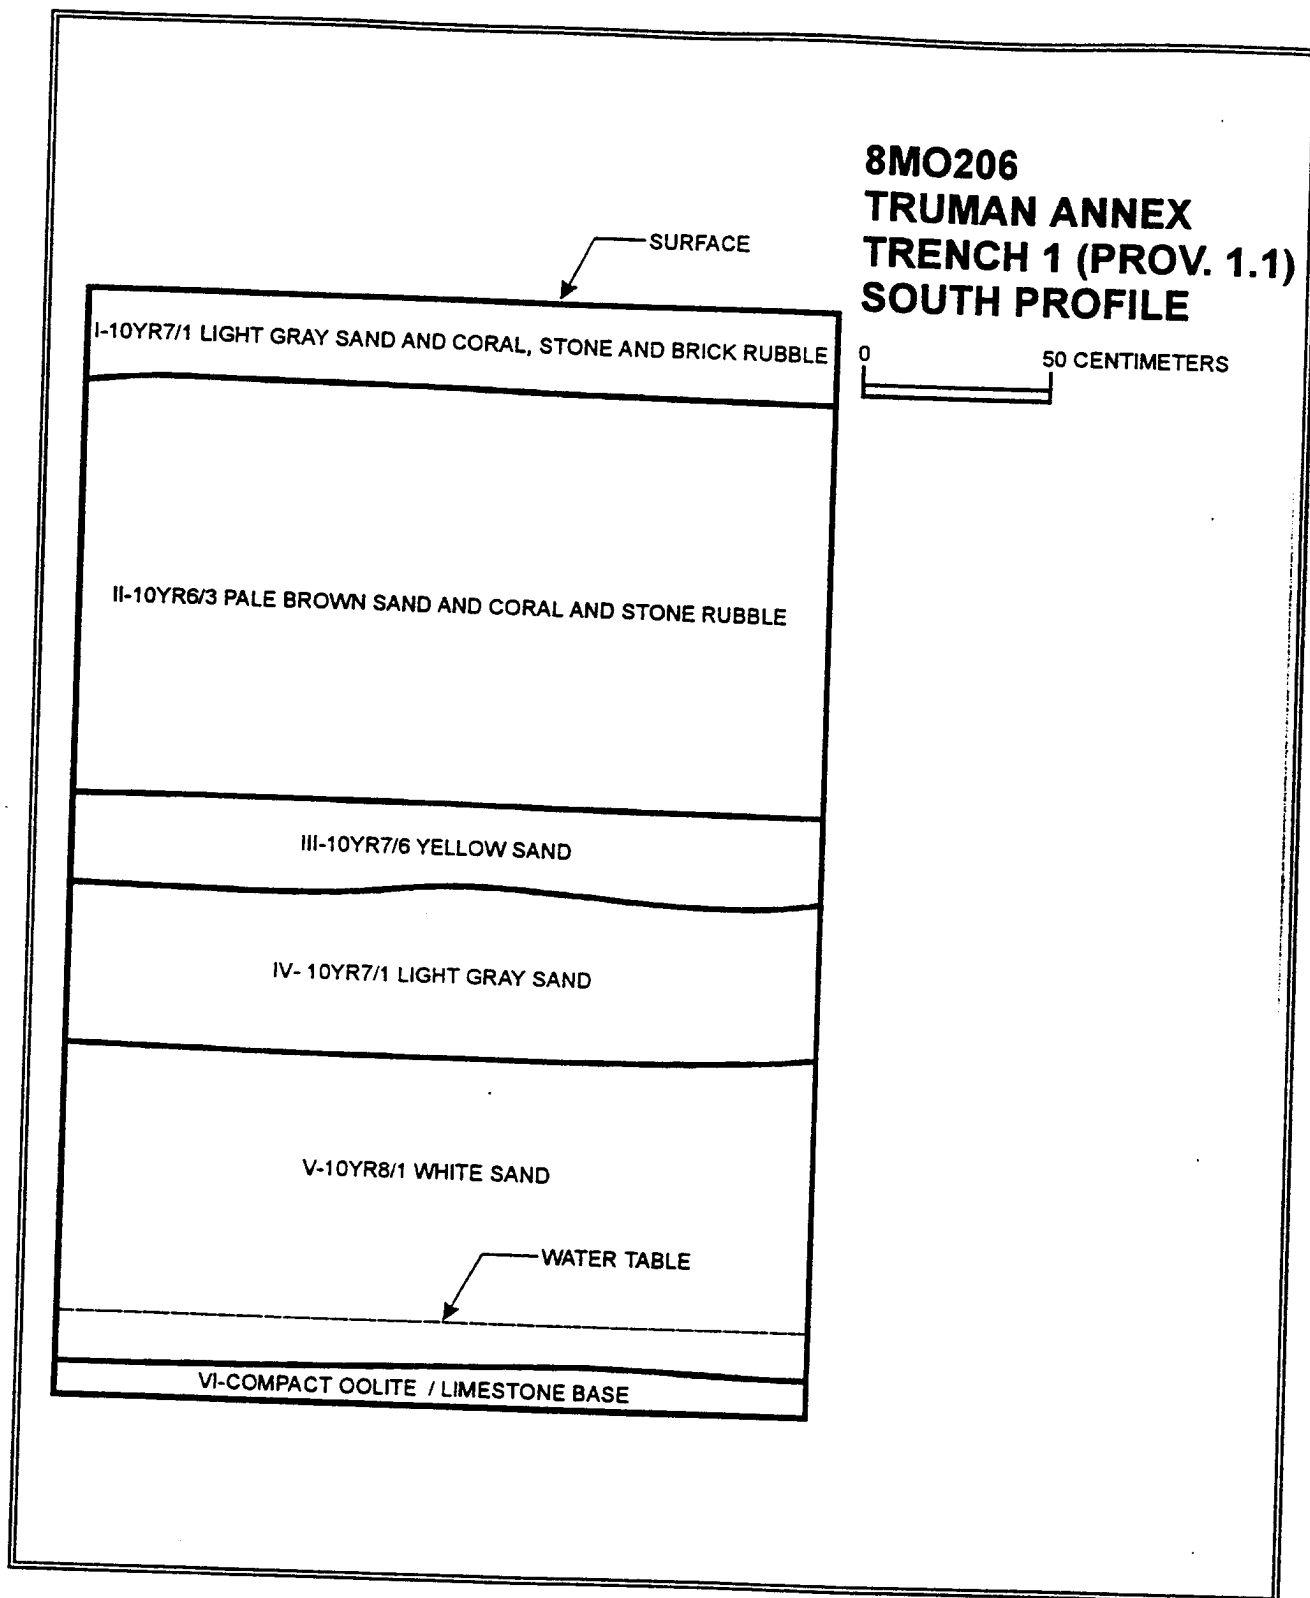 8MO206
TRUMAN ANNEX
TRENCH 1 (PROV. 1.1)
SOUTH PROFILE
0 50 CENTIMETERS
SURFACE
I-10YR7/1 LIGHT GRAY SAND AND CORAL, STONE AND BRICK RUBBLE
II-10YR6/3 PALE BROWN SAND AND CORAL AND STONE RUBBLE
III-10YR7/6 YELLOW SAND
IV- 10YR7/1 LIGHT GRAY SAND
V-10YR8/1 WHITE SAND
WATER TABLE
VI-COMPACT OOLITE / LIMESTONE BASE